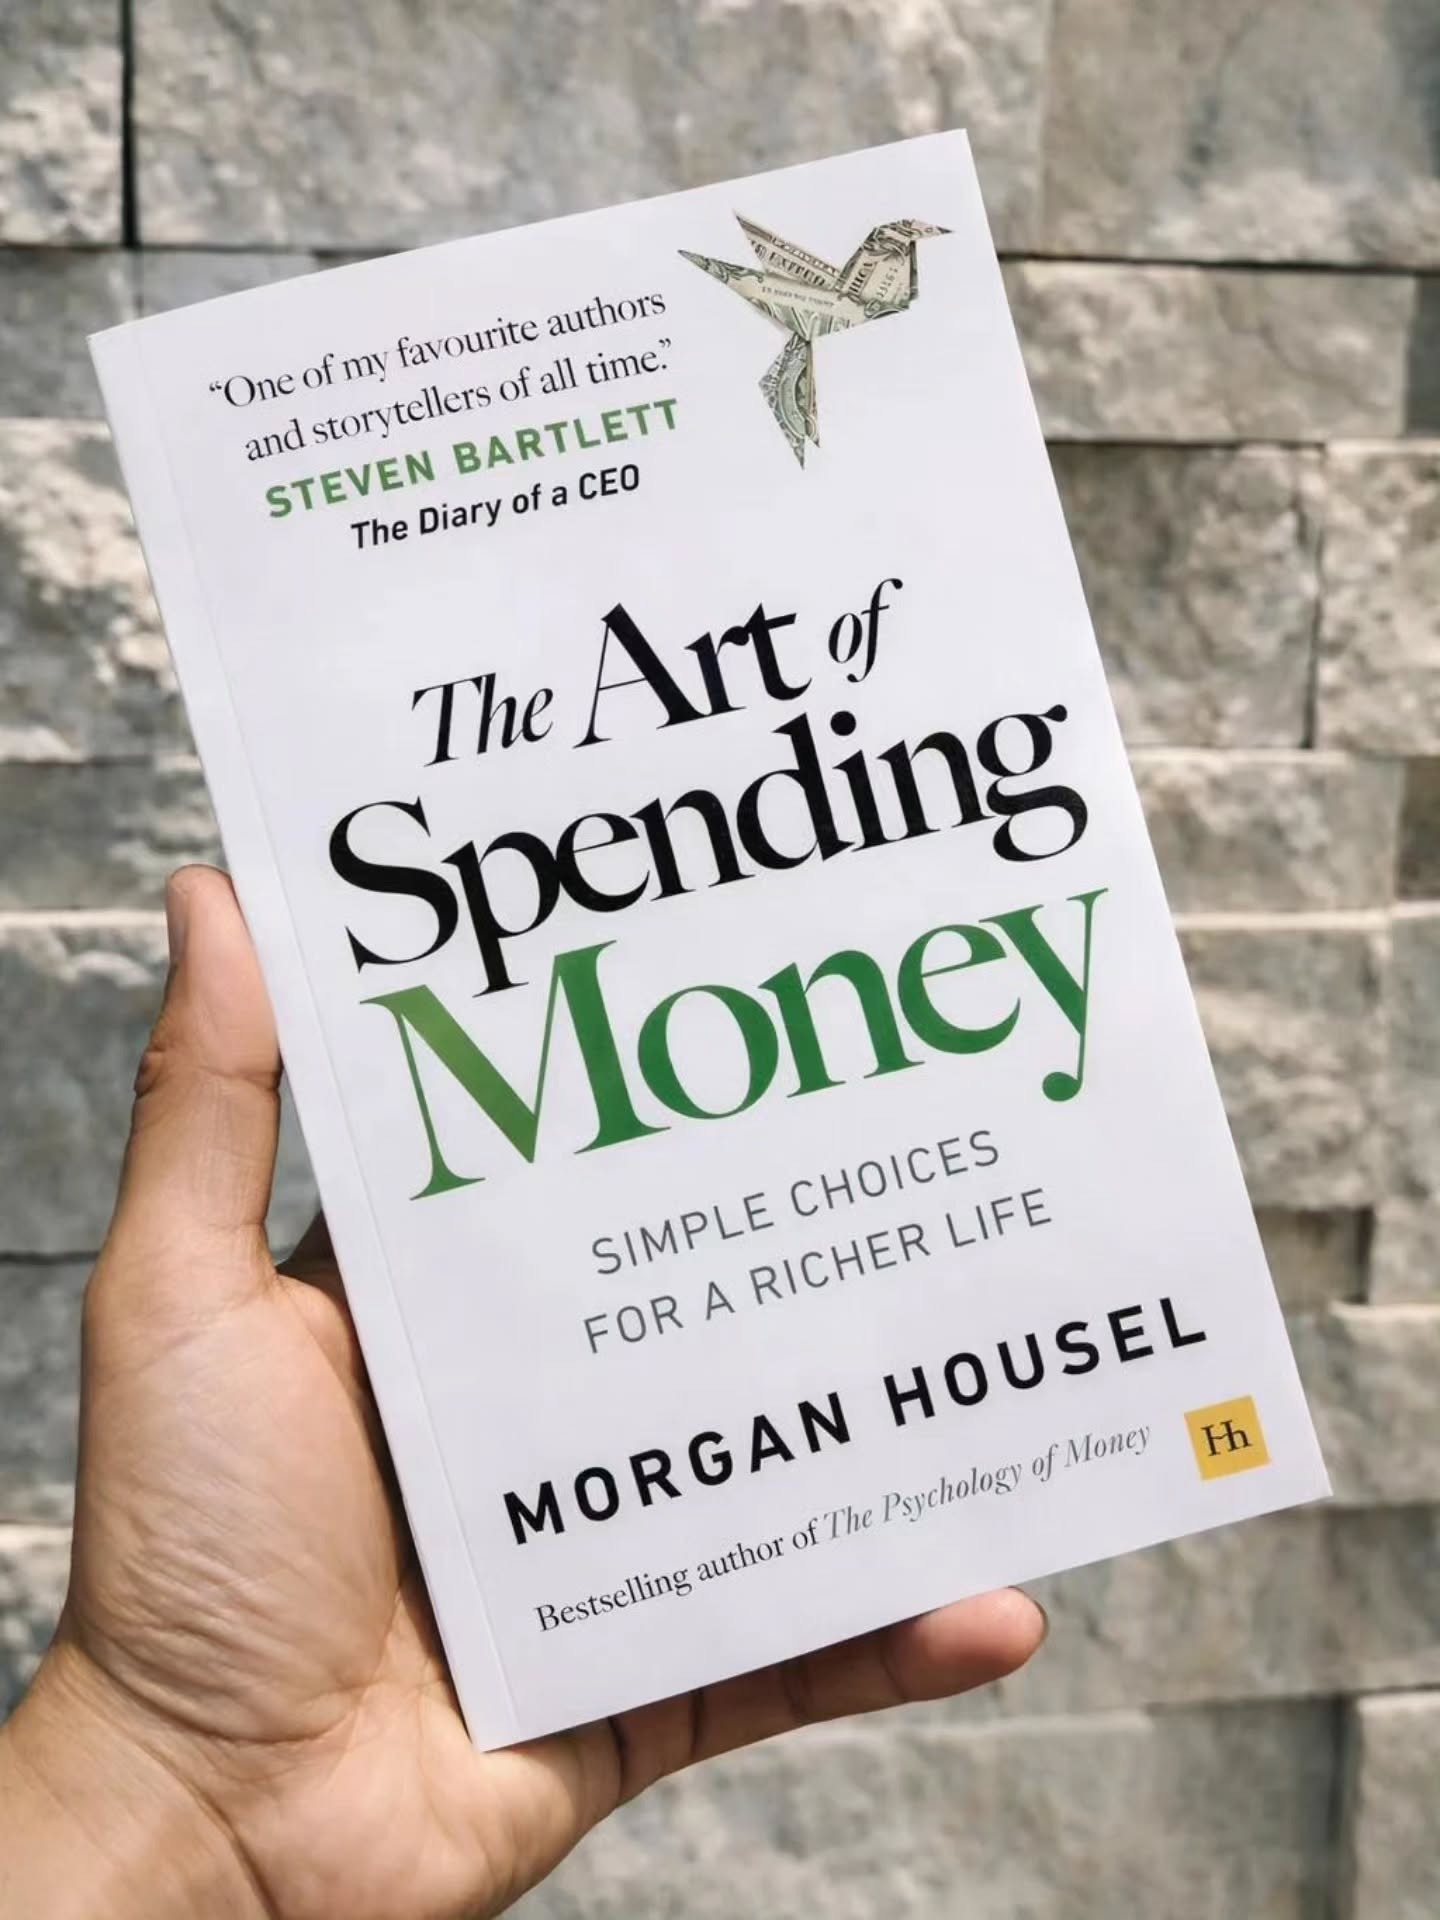 “One of my favourite authors
and storytellers of all time.”
STEVEN BARTLETT
The Diary of a CEO
The Art of
Spending
Money
SIMPLE CHOICES
FOR A RICHER LIFE
MORGAN HOUSEL
Bestselling author of The Psychology of Money
Hh